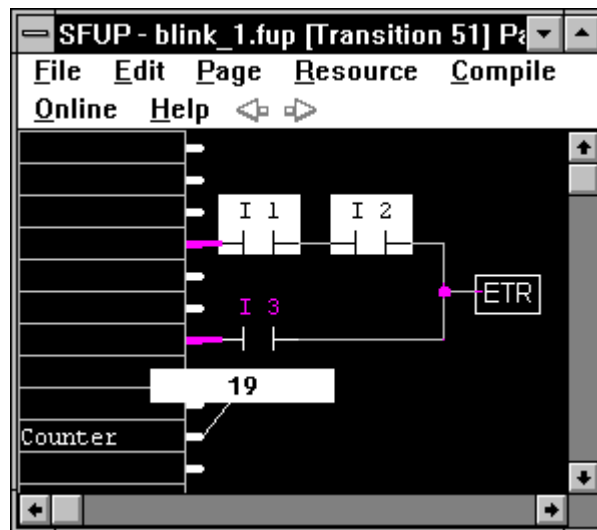 SFUP - blink_1.fup [Transition 51] Pa
File Edit Page Resource Compile
Online Help
I 1 I 2
ETR
I 3
19
Counter